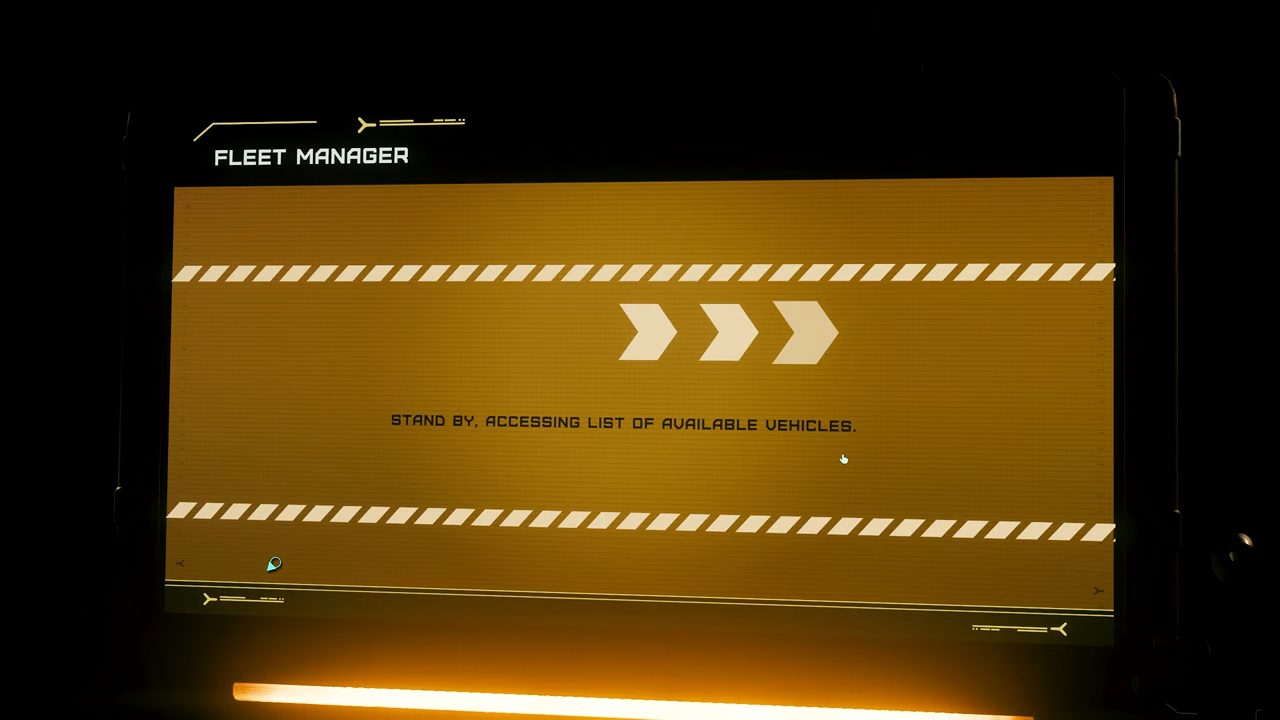 FLEET MANAGER
STAND BY, ACCESSING LIST OF AVAILABLE VEHICLES.